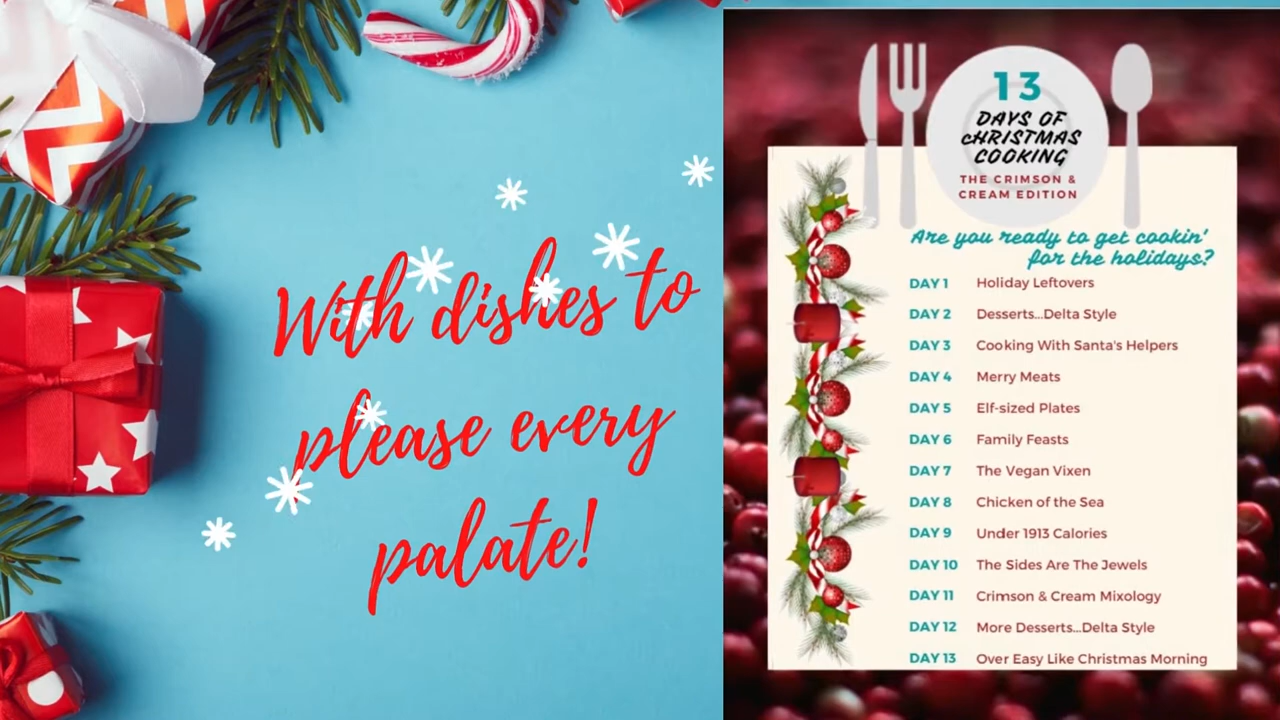 With dishes to
please every
palate!
13
DAYS OF
CHRISTMAS
COOKING
THE CRIMSON &
CREAM EDITION
Are you ready to get cookin'
for the holidays?
DAY 1 Holiday Leftovers
DAY 2 Desserts...Delta Style
DAY 3 Cooking With Santa's Helpers
DAY 4 Merry Meats
DAY 5 Elf-sized Plates
DAY 6 Family Feasts
DAY 7 The Vegan Vixen
DAY 8 Chicken of the Sea
DAY 9 Under 1913 Calories
DAY 10 The Sides Are The Jewels
DAY 11 Crimson & Cream Mixology
DAY 12 More Desserts...Delta Style
DAY 13 Over Easy Like Christmas Morning